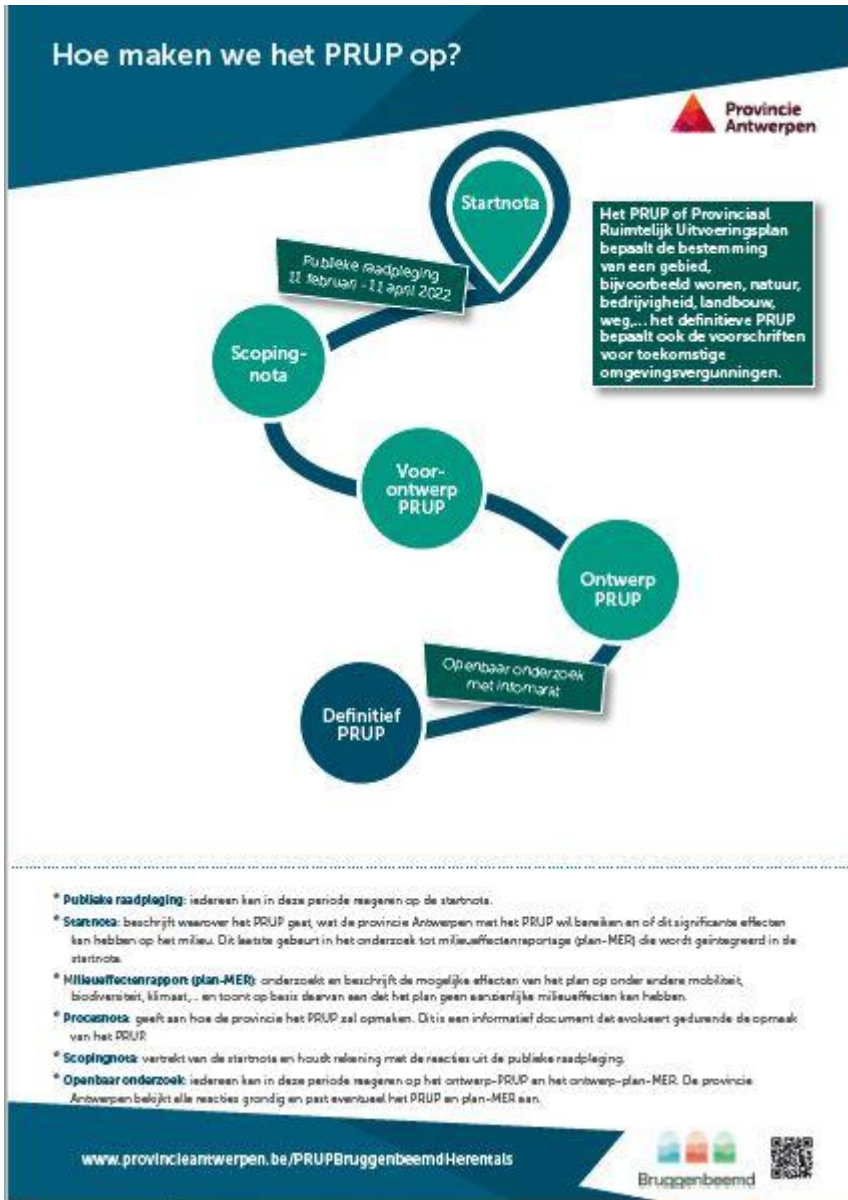 Hoe maken we het PRUP op?
Provincie
Antwerpen
Startnota
Het PRUP of Provinciaal
Ruimtelijk Uitvoeringsplan
bepaalt de bestemming
van een gebied,
bijvoorbeeld wonen, natuur,
bedrijvigheid, landbouw,
weg,... het definitieve PRUP
bepaalt ook de voorschriften
voor toekomstige
omgevingsvergunningen.
Publieke raadpleging
11 februari - 11 april 2022
Scoping-
nota
Voor-
ontwerp
PRUP
Ontwerp
PRUP
Openbaar onderzoek
met infomarkt
Definitief
PRUP
* Publieke raadpleging: iedereen kan in deze periode reageren op de startnota.
* Startnota: beschrijft waarover het PRUP gaat, wat de provincie Antwerpen met het PRUP wil bereiken en of dit significante effecten
kan hebben op het milieu. Dit laatste gebeurt in het onderzoek tot milieueffectenreportage (plan-MER) die wordt geïntegreerd in de
startnota.
* Milieueffectenrapport (plan-MER): onderzoekt en beschrijft de mogelijke effecten van het plan op onder andere mobiliteit,
biodiversiteit, klimaat,... en toont op basis daarvan aan dat het plan geen aanzienlijke milieueffecten kan hebben.
* Procesnota: geeft aan hoe de provincie het PRUP zal opmaken. Dit is een informatief document dat evolueert gedurende de opmaak
van het PRUP.
* Scopingnota: vertrekt van de startnota en houdt rekening met de reacties uit de publieke raadpleging.
* Openbaar onderzoek: iedereen kan in deze periode reageren op het ontwerp-PRUP en het ontwerp-plan-MER. De provincie
Antwerpen bekijkt alle reacties grondig en past eventueel het PRUP en plan-MER aan.
www.provincieantwerpen.be/PRUPBruggenbeemdHerentals
Bruggenbeemd